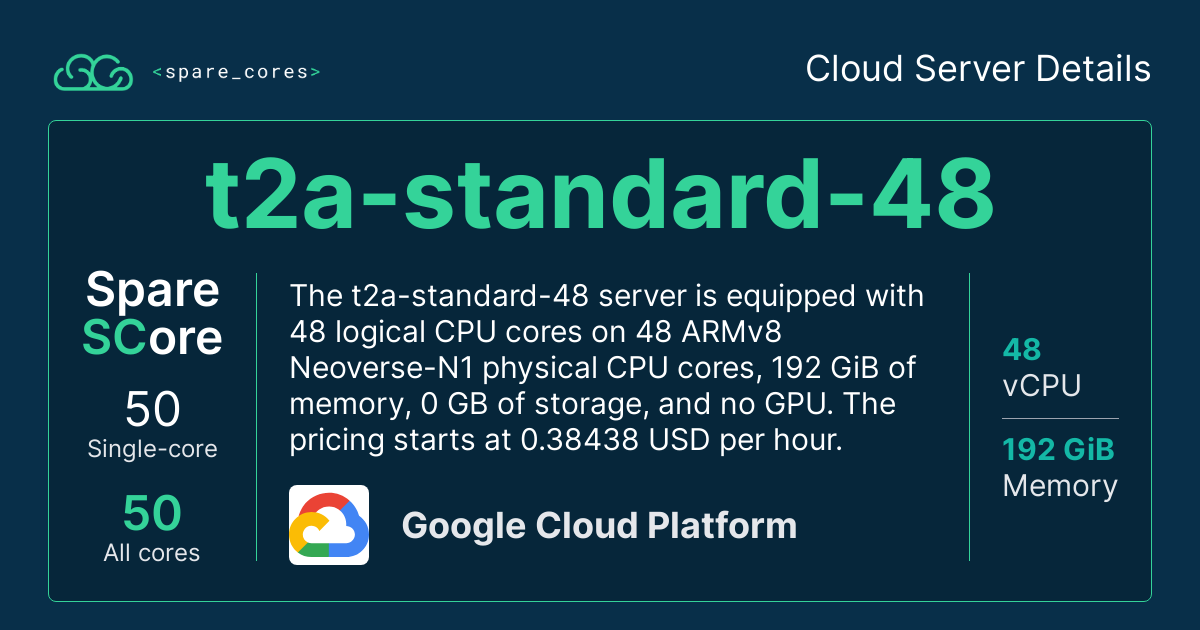 <spare_cores>
Cloud Server Details
t2a-standard-48
Spare
SCore
50
Single-core
50
All cores
The t2a-standard-48 server is equipped with
48 logical CPU cores on 48 ARMv8
Neoverse-N1 physical CPU cores, 192 GiB of
memory, 0 GB of storage, and no GPU. The
pricing starts at 0.38438 USD per hour.
Google Cloud Platform
48
vCPU
192 GiB
Memory